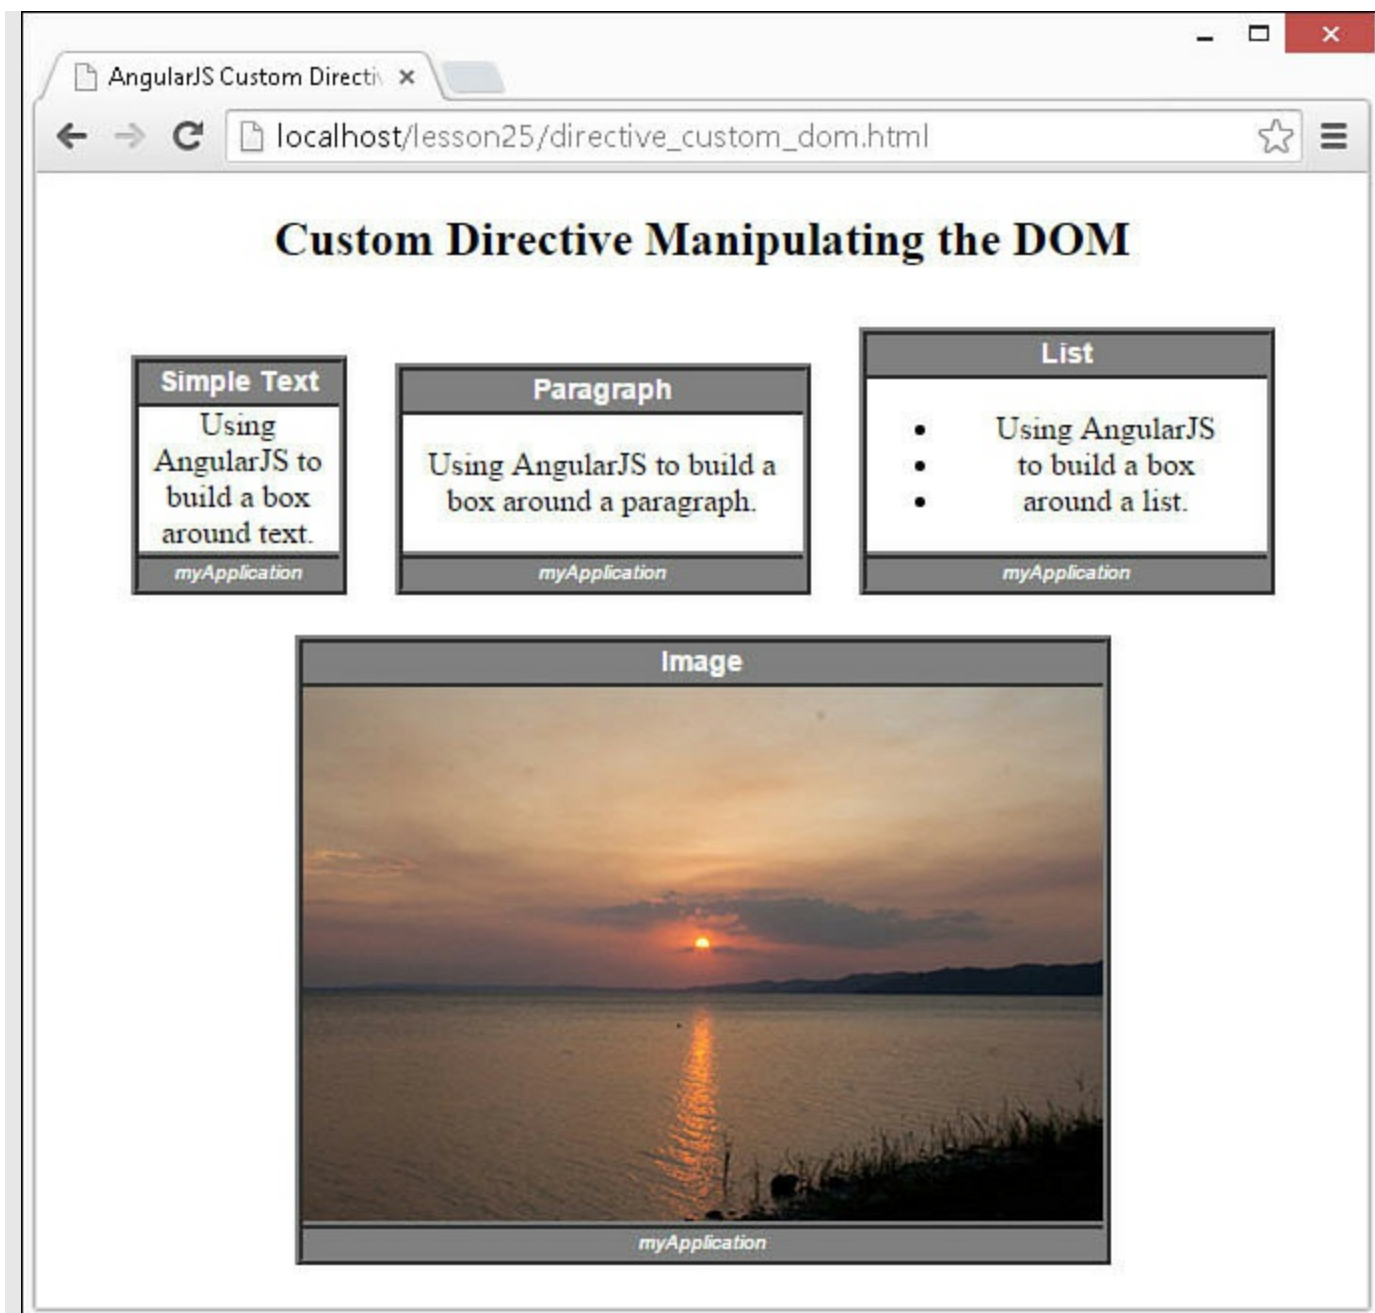 AngularJS Custom Directiv
localhost/lesson25/directive_custom_dom.html
Custom Directive Manipulating the DOM
Simple Text
Using
AngularJS to
build a box
around text.
myApplication
Paragraph
Using AngularJS to build a
box around a paragraph.
myApplication
List
• Using AngularJS
• to build a box
• around a list.
myApplication
Image
myApplication